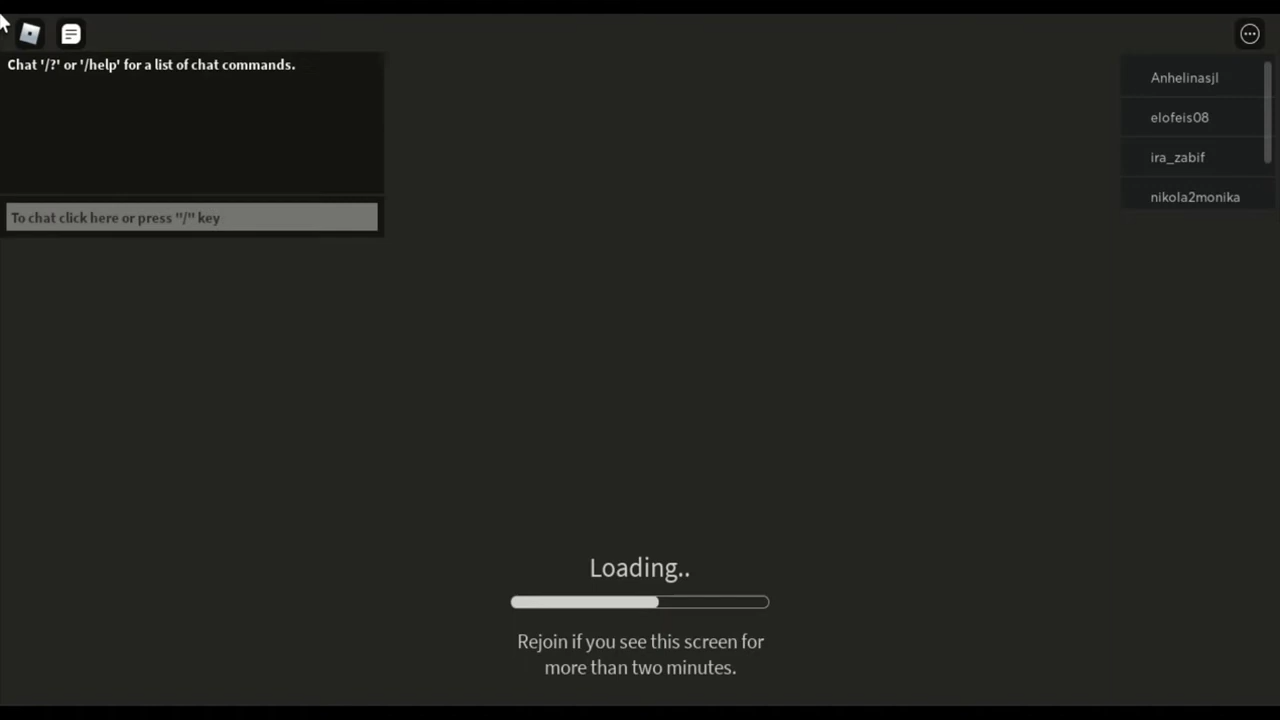 Chat '/?' or '/help' for a list of chat commands.
To chat click here or press "/" key
Anhelinasjl
elofeis08
ira_zabif
nikola2monika
Loading..
Rejoin if you see this screen for
more than two minutes.